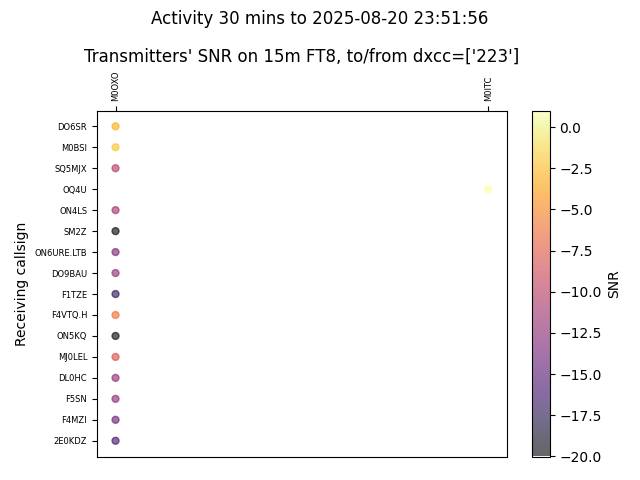 Activity 30 mins to 2025-08-20 23:51:56
Transmitters' SNR on 15m FT8, to/from dxcc=['223']
M0OXO
M0ITC
DO6SR
M0BSI
SQ5MJX
OQ4U
ON4LS
SM2Z
ON6URE.LTB
DO9BAU
F1TZE
F4VTQ.H
ON5KQ
MJ0LEL
DL0HC
F5SN
F4MZI
2E0KDZ
Receiving callsign
0.0
−2.5
−5.0
−7.5
−10.0
−12.5
−15.0
−17.5
−20.0
SNR